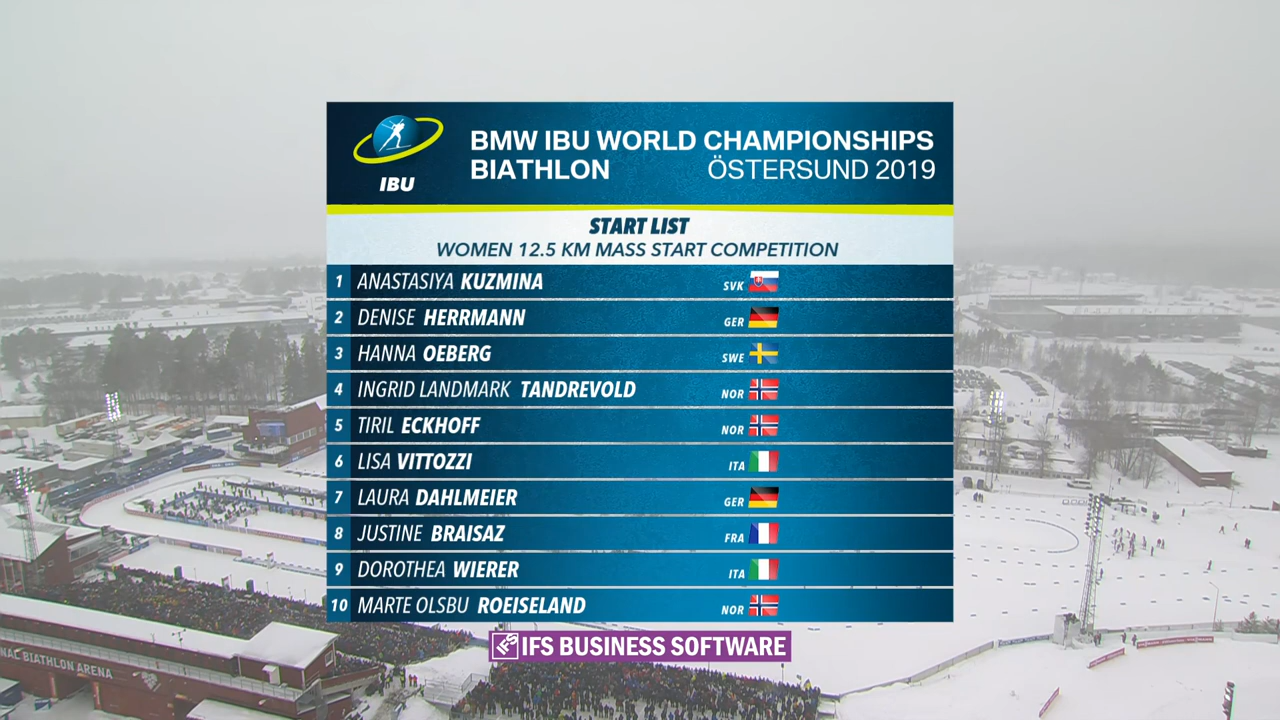 BMW IBU WORLD CHAMPIONSHIPS
BIATHLON ÖSTERSUND 2019
IBU
START LIST
WOMEN 12.5 KM MASS START COMPETITION
1 ANASTASIYA KUZMINA SVK
2 DENISE HERRMANN GER
3 HANNA OEBERG SWE
4 INGRID LANDMARK TANDREVOLD NOR
5 TIRIL ECKHOFF NOR
6 LISA VITTOZZI ITA
7 LAURA DAHLMEIER GER
8 JUSTINE BRAISAZ FRA
9 DOROTHEA WIERER ITA
10 MARTE OLSBU ROEISELAND NOR
IFS BUSINESS SOFTWARE
NAL BIATHLON ARENA